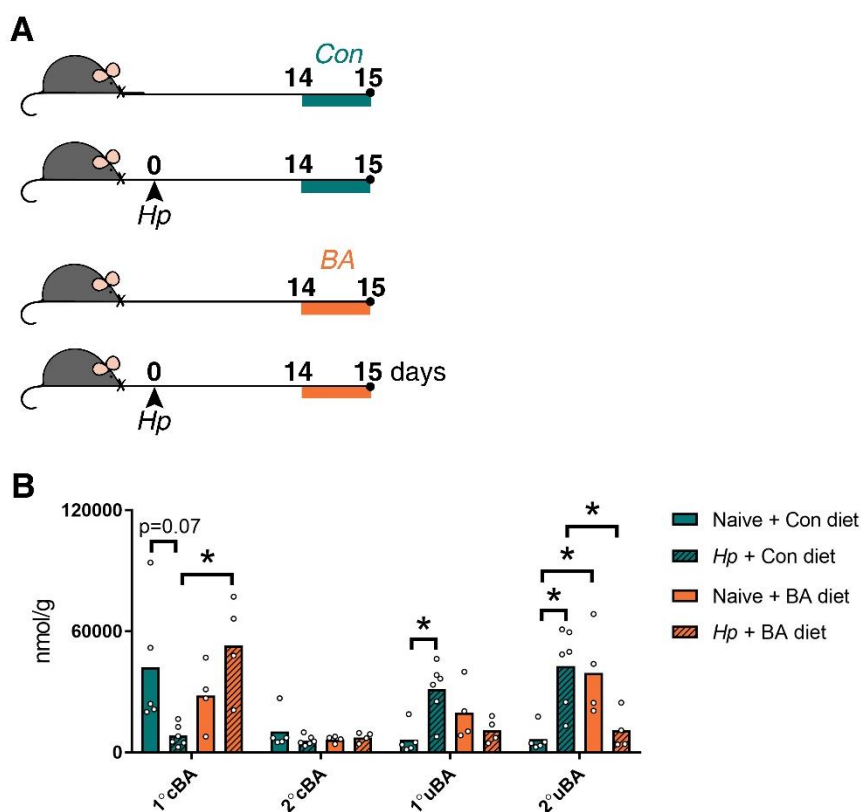 A
Con
14 15
0 14 15
Hp
BA
14 15
0 14 15 days
Hp
B
120000
60000
0
nmol/g
p=0.07
*
*
*
*
*
1°cBA
2°cBA
1°uBA
2°uBA
Naive + Con diet
Hp + Con diet
Naive + BA diet
Hp + BA diet